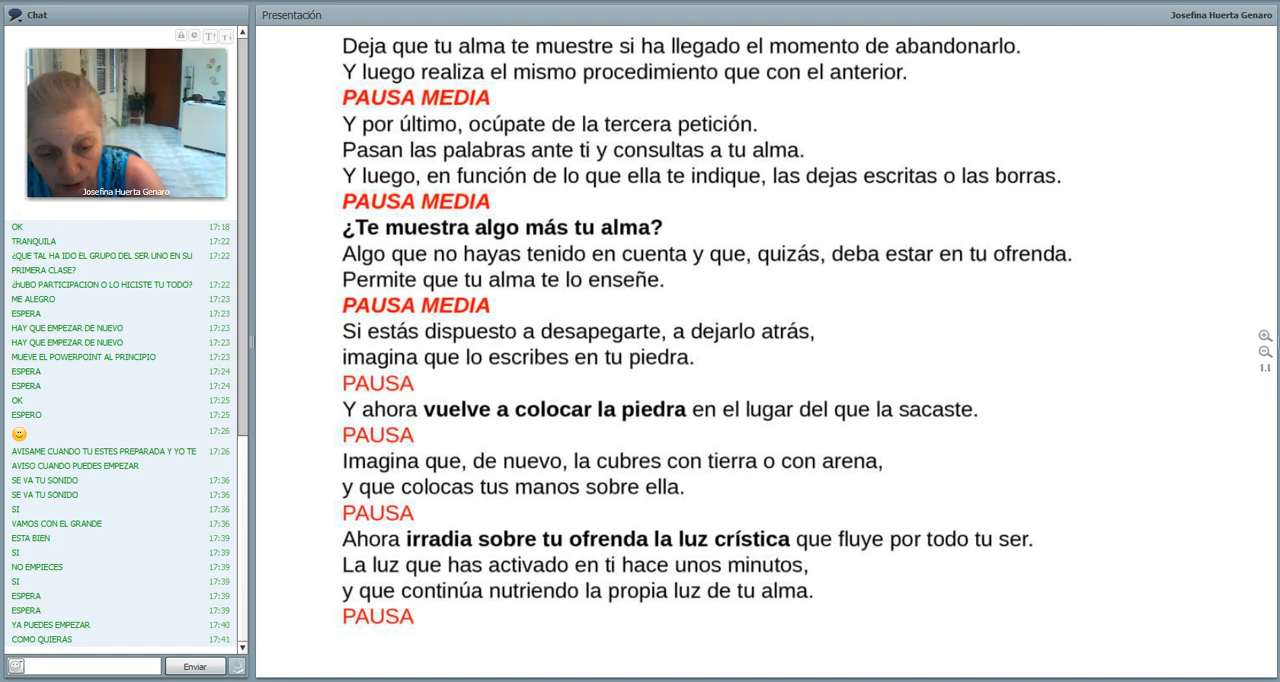 Chat
Josefina Huerta Genaro
OK 17:18
TRANQUILA 17:22
¿QUE TAL HA IDO EL GRUPO DEL SER UNO EN SU 17:22
PRIMERA CLASE?
¿hUBO PARTICIPACION O LO HICISTE TU TODO? 17:22
ME ALEGRO 17:23
ESPERA 17:23
HAY QUE EMPEZAR DE NUEVO 17:23
HAY QUE EMPEZAR DE NUEVO 17:23
MUEVE EL POWERPOINT AL PRINCIPIO 17:23
ESPERA 17:24
ESPERA 17:24
OK 17:25
ESPERO 17:25
17:26
AVISAME CUANDO TU ESTES PREPARADA Y YO TE 17:26
AVISO CUANDO PUEDES EMPEZAR
SE VA TU SONIDO 17:36
SE VA TU SONIDO 17:36
SI 17:36
VAMOS CON EL GRANDE 17:36
ESTA BIEN 17:39
SI 17:39
NO EMPIECES 17:39
SI 17:39
ESPERA 17:39
ESPERA 17:39
YA PUEDES EMPEZAR 17:40
COMO QUIERAS 17:41
Enviar
Presentación
Josefina Huerta Genaro
Deja que tu alma te muestre si ha llegado el momento de abandonarlo.
Y luego realiza el mismo procedimiento que con el anterior.
PAUSA MEDIA
Y por último, ocúpate de la tercera petición.
Pasan las palabras ante ti y consultas a tu alma.
Y luego, en función de lo que ella te indique, las dejas escritas o las borras.
PAUSA MEDIA
¿Te muestra algo más tu alma?
Algo que no hayas tenido en cuenta y que, quizás, deba estar en tu ofrenda.
Permite que tu alma te lo enseñe.
PAUSA MEDIA
Si estás dispuesto a desapegarte, a dejarlo atrás,
imagina que lo escribes en tu piedra.
PAUSA
Y ahora vuelve a colocar la piedra en el lugar del que la sacaste.
PAUSA
Imagina que, de nuevo, la cubres con tierra o con arena,
y que colocas tus manos sobre ella.
PAUSA
Ahora irradia sobre tu ofrenda la luz crística que fluye por todo tu ser.
La luz que has activado en ti hace unos minutos,
y que continúa nutriendo la propia luz de tu alma.
PAUSA
1.1